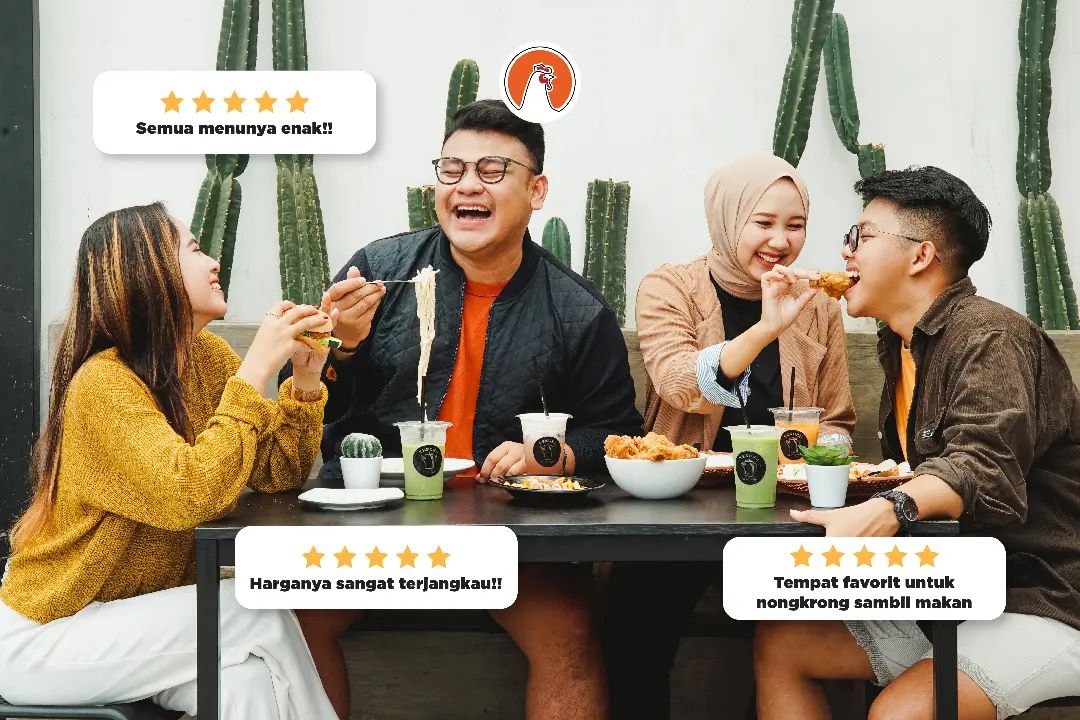 Semua menunya enak!!
Harganya sangat terjangkau!!
Tempat favorit untuk
nongkrong sambil makan